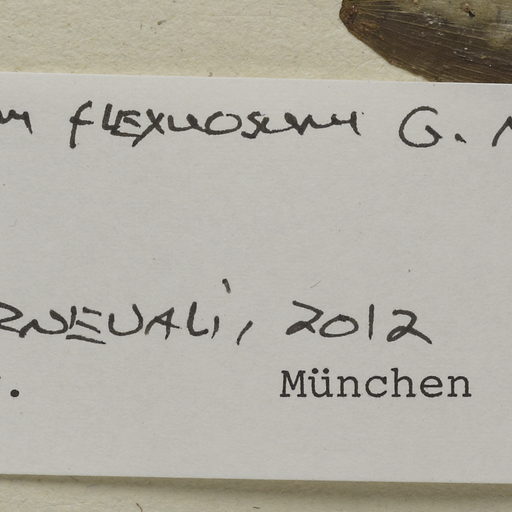 flexuosum G.
RNEVALI, 2012
München